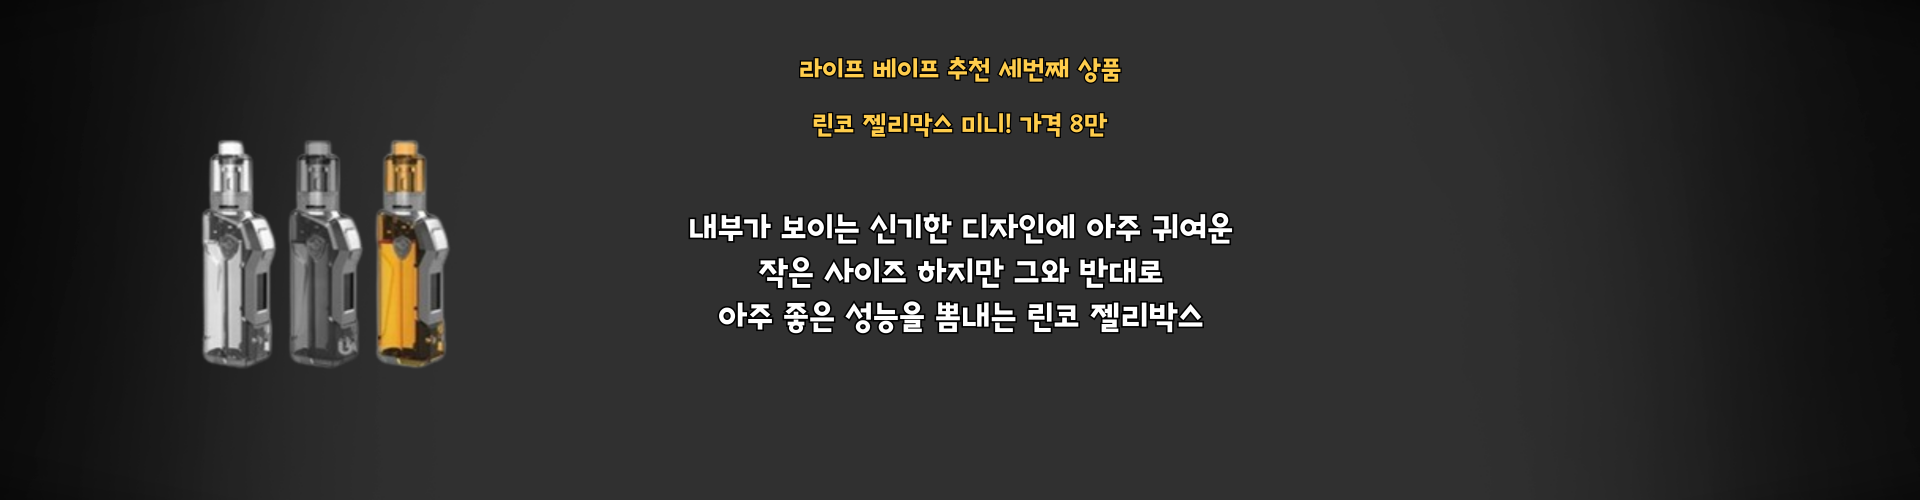 라이프 베이프 추천 세번째 상품
린코 젤리막스 미니! 가격 8만
내부가 보이는 신기한 디자인에 아주 귀여운
작은 사이즈 하지만 그와 반대로
아주 좋은 성능을 뽐내는 린코 젤리박스